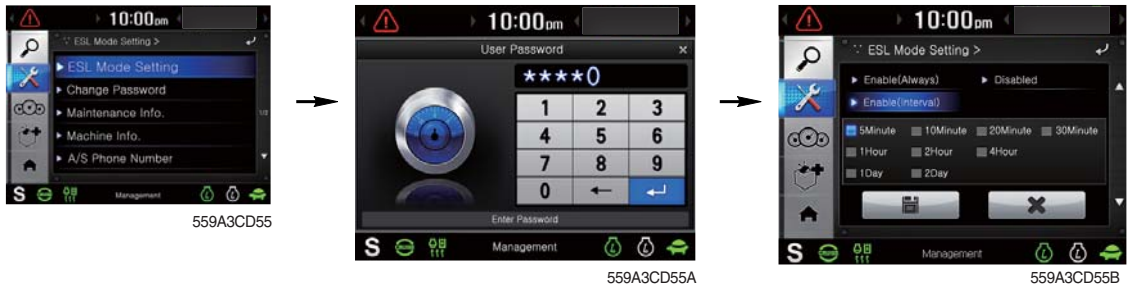 10:00pm
ESL Mode Setting >
ESL Mode Setting
Change Password
Maintenance Info.
1/2
Machine Info.
A/S Phone Number
S Management
559A3CD55
10:00pm
User Password ×
****0
1 2 3
4 5 6
7 8 9
0
Enter Password
S Management
559A3CD55A
10:00pm
ESL Mode Setting >
Enable(Always) Disabled
Enable(Interval)
5Minute 10Minute 20Minute 30Minute
1Hour 2Hour 4Hour
1Day 2Day
S Management
559A3CD55B